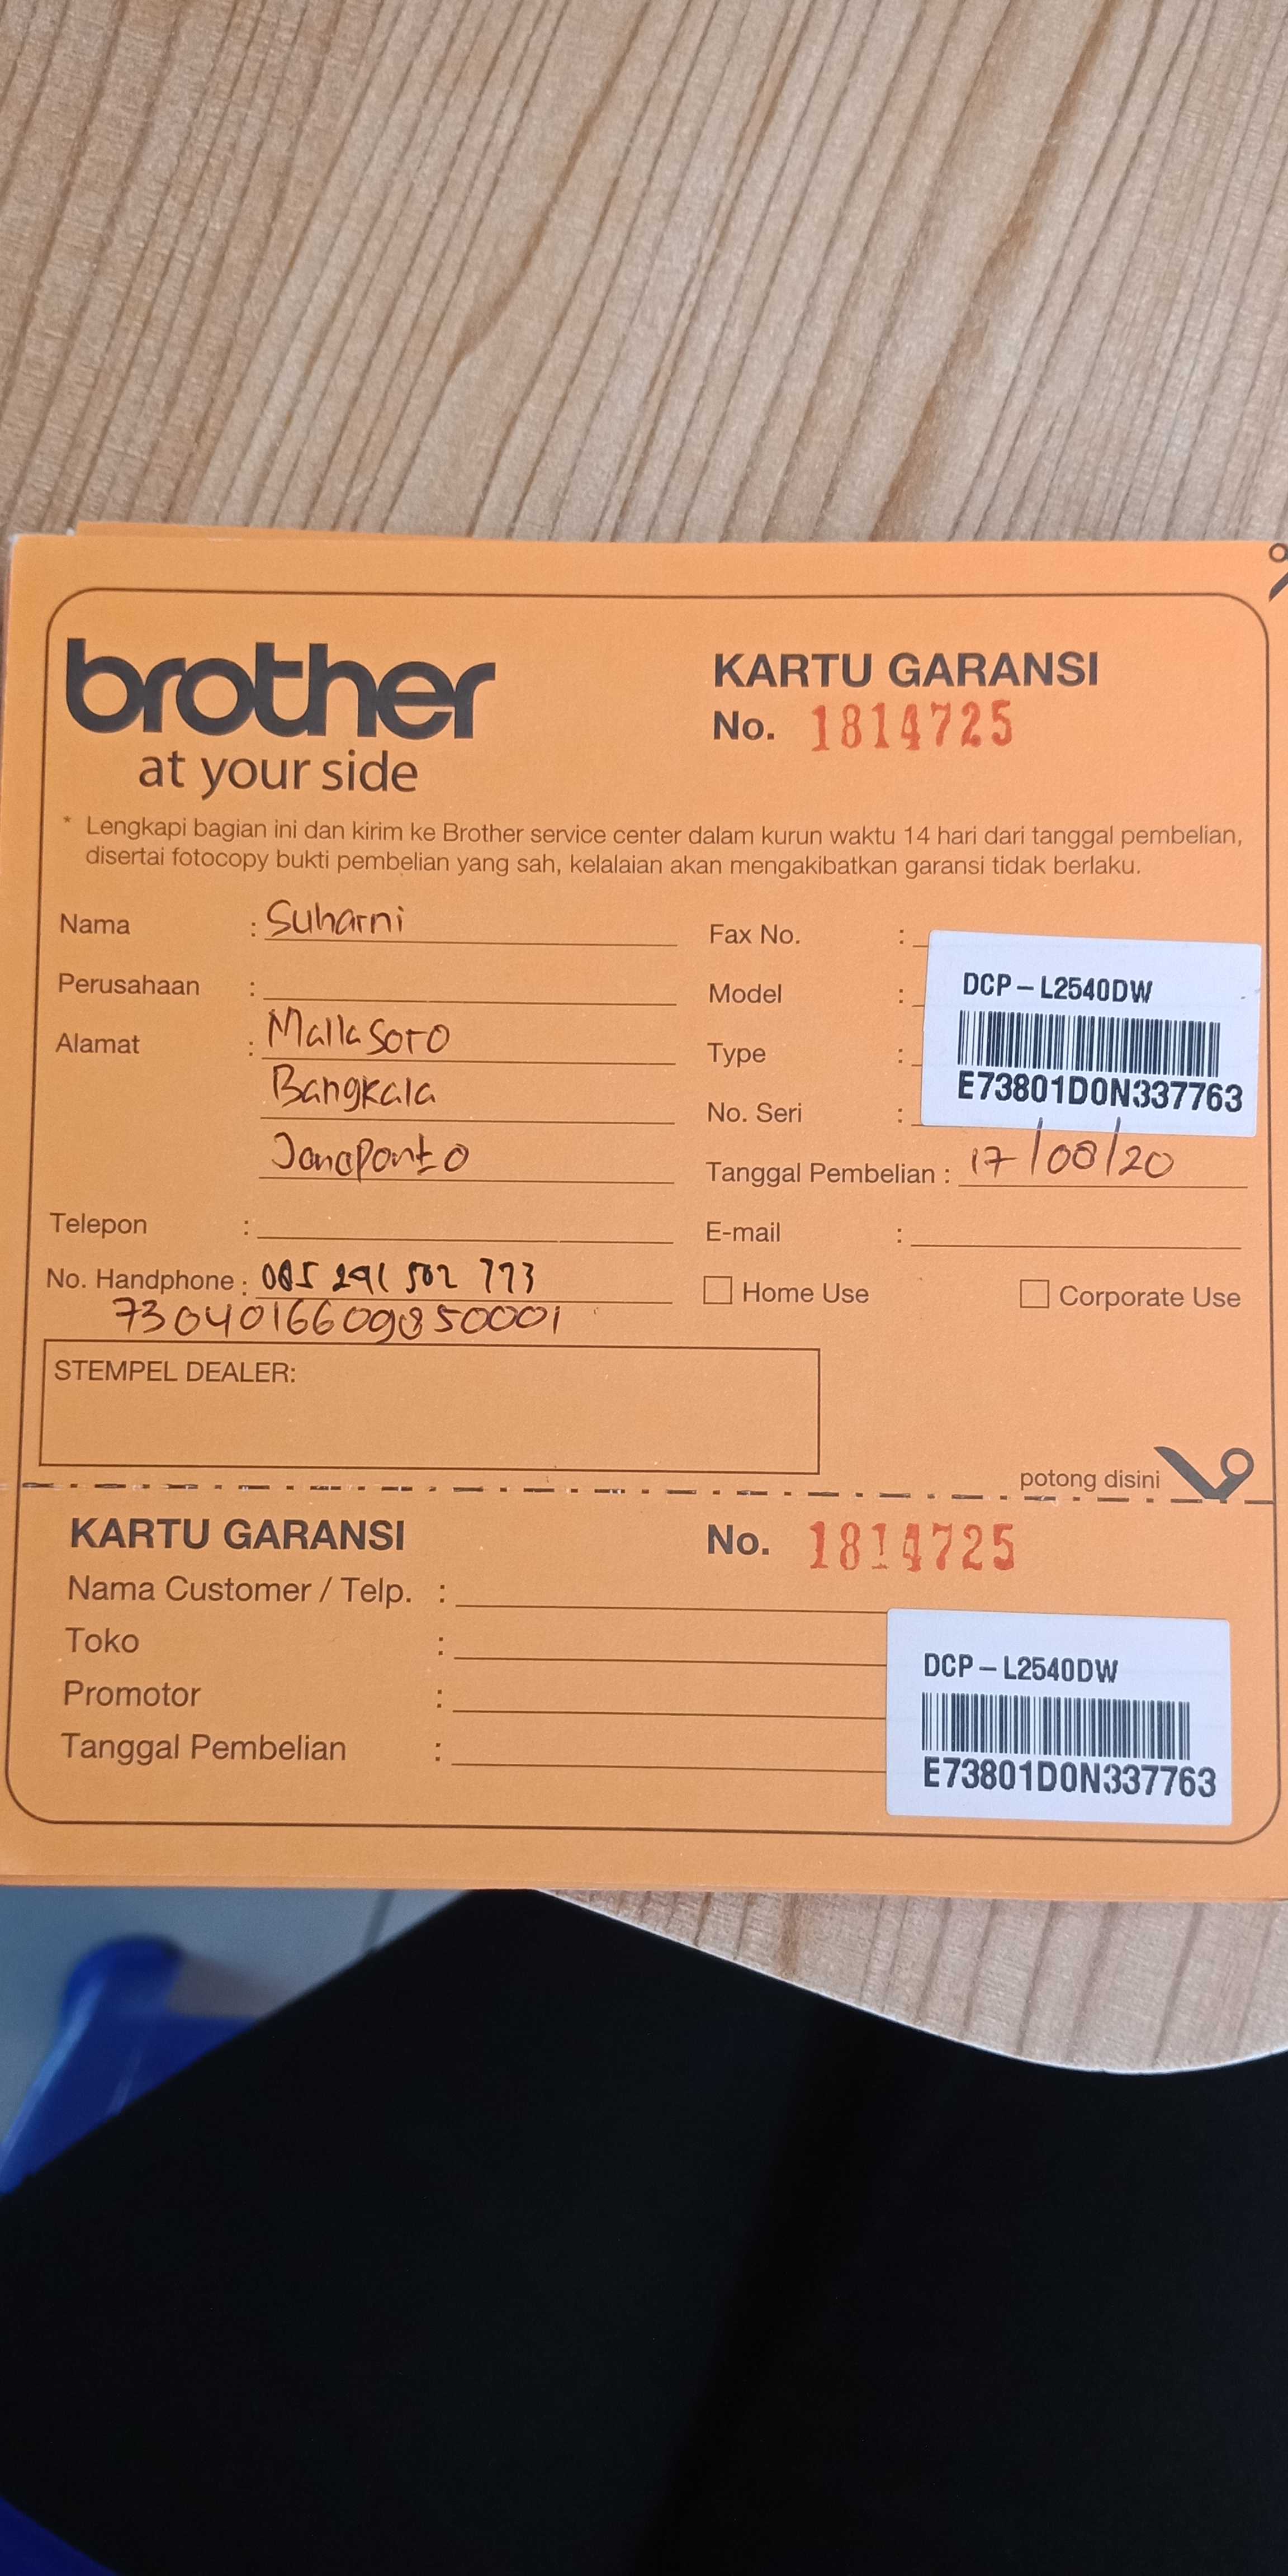 brother
at your side
KARTU GARANSI
No. 1814725
* Lengkapi bagian ini dan kirim ke Brother service center dalam kurun waktu 14 hari dari tanggal pembelian,
disertai fotocopy bukti pembelian yang sah, kelalaian akan mengakibatkan garansi tidak berlaku.
Nama : Suharni
Perusahaan :
Alamat : Mallasoro
Bangkala
Jeneponto
Telepon :
No. Handphone : 085 291 502 773
7304016609850001
Fax No. :
Model :
Type :
No. Seri :
DCP-L2540DW
E73801D0N337763
Tanggal Pembelian : 17/08/20
E-mail :
Home Use
Corporate Use
STEMPEL DEALER:
potong disini
KARTU GARANSI
No. 1814725
Nama Customer / Telp. :
Toko :
Promotor :
Tanggal Pembelian :
DCP-L2540DW
E73801D0N337763